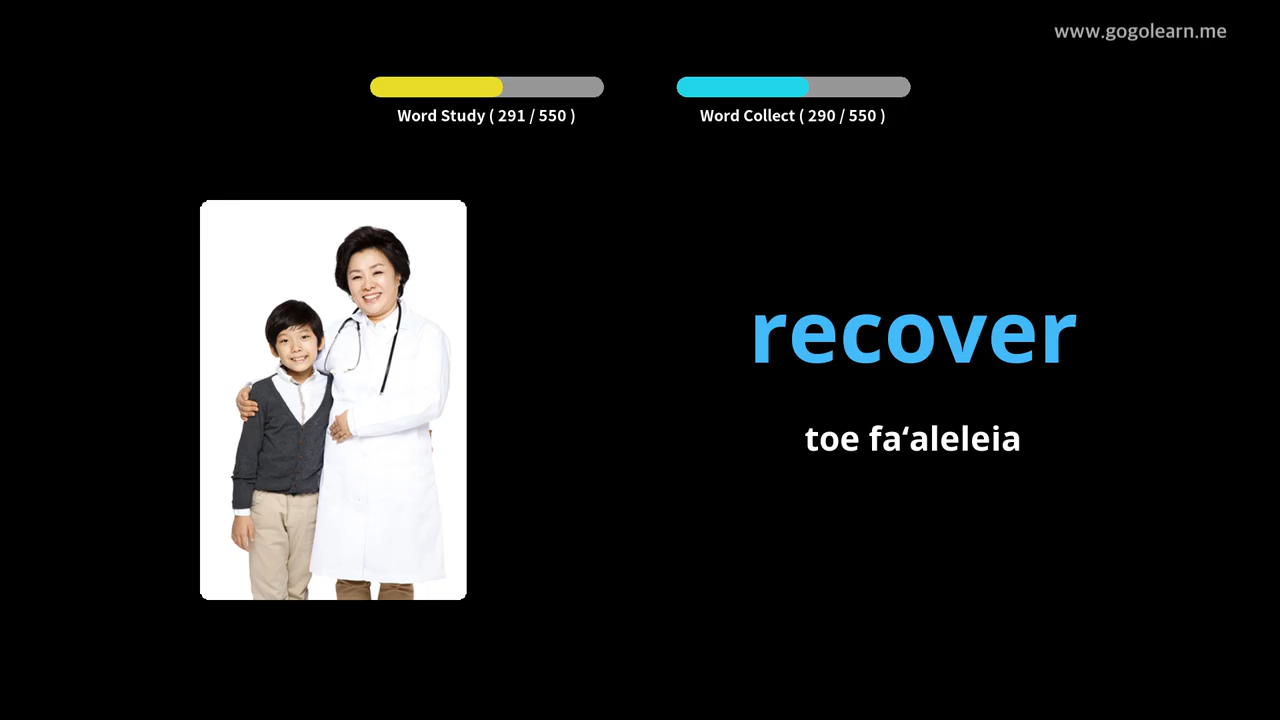 www.gogolearn.me
Word Study ( 291 / 550 )
Word Collect ( 290 / 550 )
recover
toe fa‘aleleia